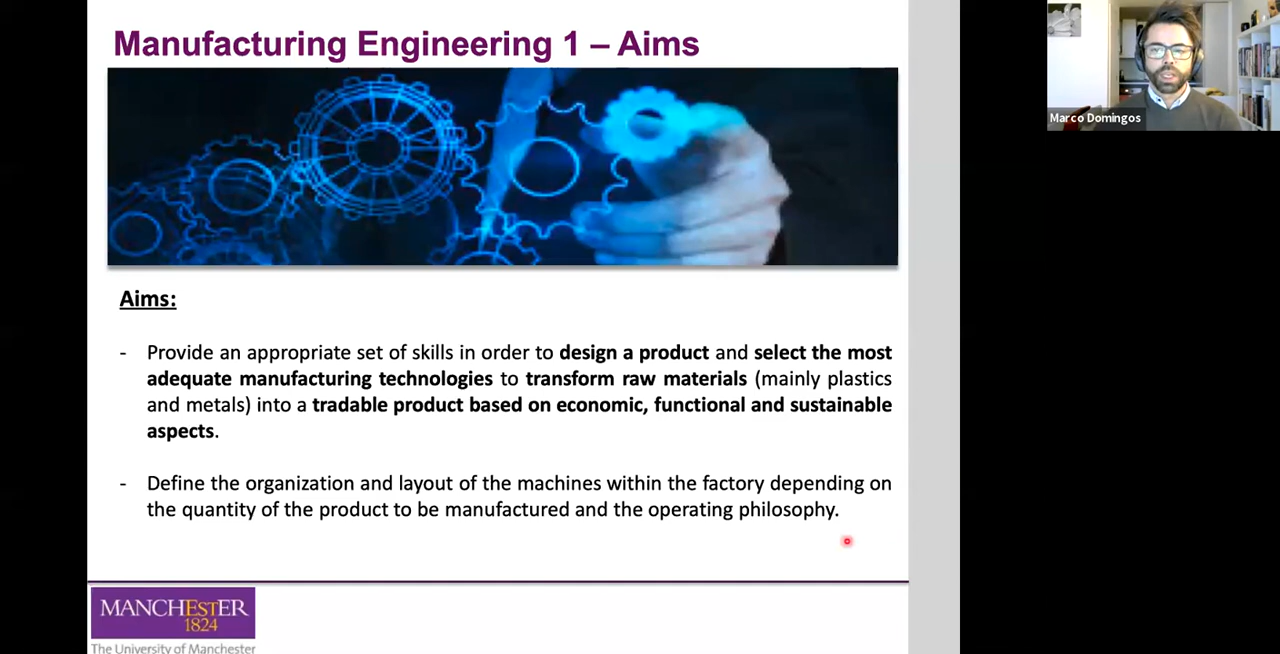 Manufacturing Engineering 1 – Aims
Marco Domingos
Aims:
- Provide an appropriate set of skills in order to design a product and select the most
adequate manufacturing technologies to transform raw materials (mainly plastics
and metals) into a tradable product based on economic, functional and sustainable
aspects.
- Define the organization and layout of the machines within the factory depending on
the quantity of the product to be manufactured and the operating philosophy.
MANCHESTER
1824
The University of Manchester